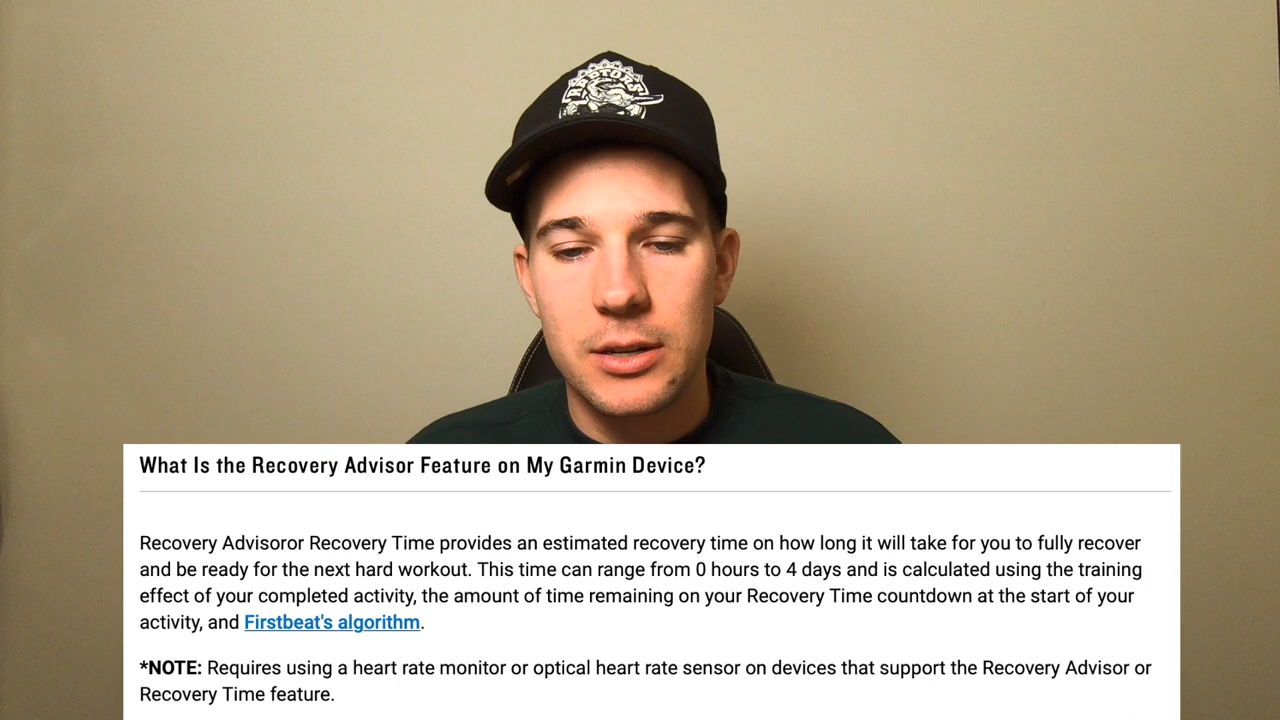 RAPTORS
What Is the Recovery Advisor Feature on My Garmin Device?
Recovery Advisoror Recovery Time provides an estimated recovery time on how long it will take for you to fully recover
and be ready for the next hard workout. This time can range from 0 hours to 4 days and is calculated using the training
effect of your completed activity, the amount of time remaining on your Recovery Time countdown at the start of your
activity, and Firstbeat's algorithm.
*NOTE: Requires using a heart rate monitor or optical heart rate sensor on devices that support the Recovery Advisor or
Recovery Time feature.